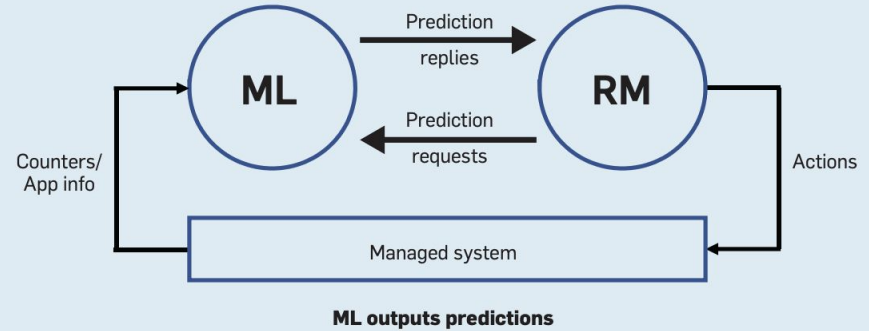 Prediction
replies
ML
RM
Prediction
requests
Counters/
App info
Actions
Managed system
ML outputs predictions